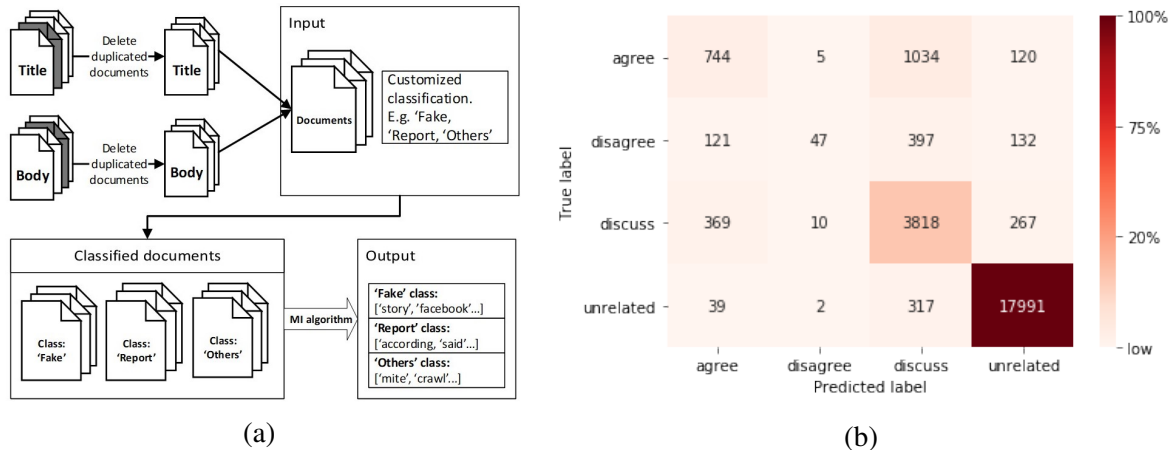 Title
Delete
duplicated
documents
Title
Body
Delete
duplicated
documents
Body
Input
Documents
Customized
classification.
E.g. ‘Fake,
‘Report, ‘Others’
Classified documents
Class:
‘Fake’
Class:
‘Report’
Class:
‘Others’
MI algorithm
Output
‘Fake’ class:
[‘story’, ’facebook’...]
‘Report’ class:
[‘according, ‘said’...]
‘Others’ class:
[‘mite’, ‘crawl’...]
(a)
True label
agree 744 5 1034 120
disagree 121 47 397 132
discuss 369 10 3818 267
unrelated 39 2 317 17991
agree disagree discuss unrelated
Predicted label
100%
75%
20%
low
(b)